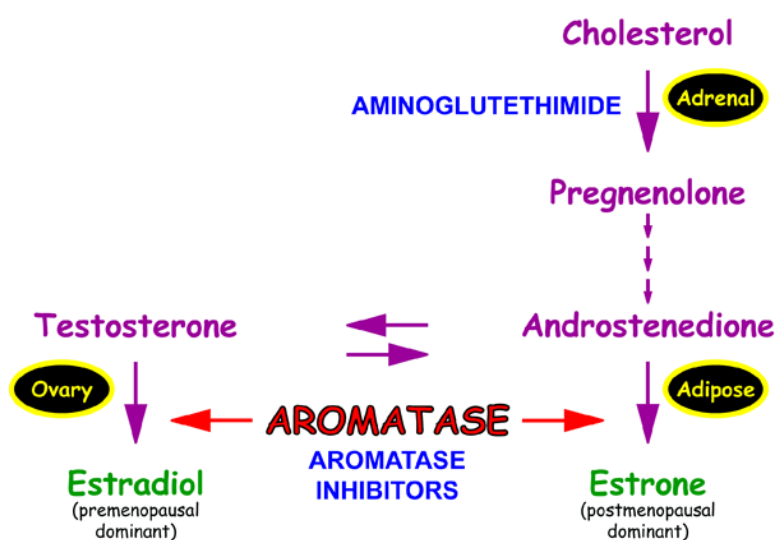 Cholesterol
AMINOGLUTETHIMIDE
Adrenal
Pregnenolone
Testosterone
Androstenedione
Ovary
Adipose
AROMATASE
AROMATASE
INHIBITORS
Estradiol
(premenopausal
dominant)
Estrone
(postmenopausal
dominant)